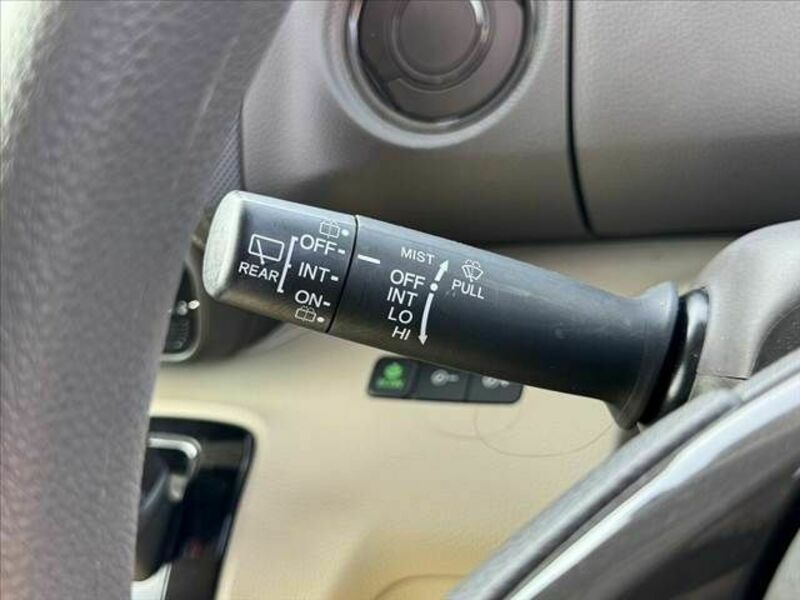 REAR
OFF-
INT-
ON-
MIST
OFF
INT
LO
HI
PULL